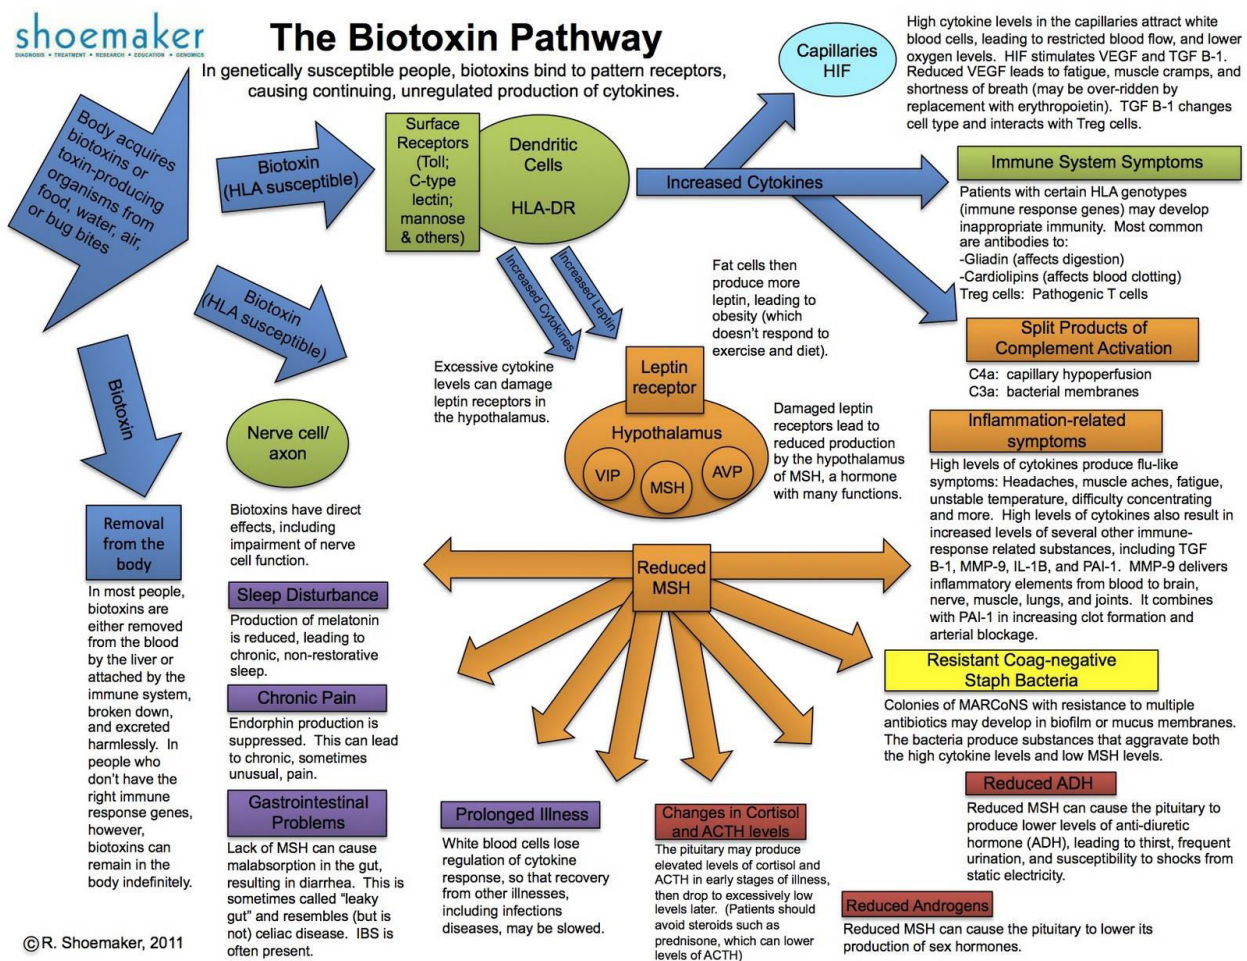 shoemaker
DIAGNOSIS • TREATMENT • RESEARCH • EDUCATION • GENOMICS
The Biotoxin Pathway
In genetically susceptible people, biotoxins bind to pattern receptors,
causing continuing, unregulated production of cytokines.
Body acquires
biotoxins or
toxin-producing
organisms from
food, water, air,
or bug bites
Biotoxin
(HLA susceptible)
Surface
Receptors
(Toll;
C-type
lectin;
mannose
& others)
Dendritic
Cells
HLA-DR
Increased Cytokines
Capillaries
HIF
High cytokine levels in the capillaries attract white
blood cells, leading to restricted blood flow, and lower
oxygen levels. HIF stimulates VEGF and TGF B-1.
Reduced VEGF leads to fatigue, muscle cramps, and
shortness of breath (may be over-ridden by
replacement with erythropoietin). TGF B-1 changes
cell type and interacts with Treg cells.
Immune System Symptoms
Patients with certain HLA genotypes
(immune response genes) may develop
inappropriate immunity. Most common
are antibodies to:
-Gliadin (affects digestion)
-Cardiolipins (affects blood clotting)
Treg cells: Pathogenic T cells
Split Products of
Complement Activation
C4a: capillary hypoperfusion
C3a: bacterial membranes
Biotoxin
(HLA susceptible)
Increased Cytokines
Increased Leptin
Fat cells then
produce more
leptin, leading to
obesity (which
doesn't respond to
exercise and diet).
Excessive cytokine
levels can damage
leptin receptors in
the hypothalamus.
Leptin
receptor
Hypothalamus
VIP
MSH
AVP
Damaged leptin
receptors lead to
reduced production
by the hypothalamus
of MSH, a hormone
with many functions.
Inflammation-related
symptoms
High levels of cytokines produce flu-like
symptoms: Headaches, muscle aches, fatigue,
unstable temperature, difficulty concentrating
and more. High levels of cytokines also result in
increased levels of several other immune-
response related substances, including TGF
B-1, MMP-9, IL-1B, and PAI-1. MMP-9 delivers
inflammatory elements from blood to brain,
nerve, muscle, lungs, and joints. It combines
with PAI-1 in increasing clot formation and
arterial blockage.
Biotoxin
Nerve cell/
axon
Biotoxins have direct
effects, including
impairment of nerve
cell function.
Removal
from the
body
In most people,
biotoxins are
either removed
from the blood
by the liver or
attached by the
immune system,
broken down,
and excreted
harmlessly. In
people who
don't have the
right immune
response genes,
however,
biotoxins can
remain in the
body indefinitely.
Reduced
MSH
Sleep Disturbance
Production of melatonin
is reduced, leading to
chronic, non-restorative
sleep.
Chronic Pain
Endorphin production is
suppressed. This can lead
to chronic, sometimes
unusual, pain.
Gastrointestinal
Problems
Lack of MSH can cause
malabsorption in the gut,
resulting in diarrhea. This is
sometimes called "leaky
gut" and resembles (but is
not) celiac disease. IBS is
often present.
Prolonged Illness
White blood cells lose
regulation of cytokine
response, so that recovery
from other illnesses,
including infections
diseases, may be slowed.
Changes in Cortisol
and ACTH levels
The pituitary may produce
elevated levels of cortisol and
ACTH in early stages of illness,
then drop to excessively low
levels later. (Patients should
avoid steroids such as
prednisone, which can lower
levels of ACTH)
Resistant Coag-negative
Staph Bacteria
Colonies of MARCoNS with resistance to multiple
antibiotics may develop in biofilm or mucus membranes.
The bacteria produce substances that aggravate both
the high cytokine levels and low MSH levels.
Reduced ADH
Reduced MSH can cause the pituitary to
produce lower levels of anti-diuretic
hormone (ADH), leading to thirst, frequent
urination, and susceptibility to shocks from
static electricity.
Reduced Androgens
Reduced MSH can cause the pituitary to lower its
production of sex hormones.
©R. Shoemaker, 2011